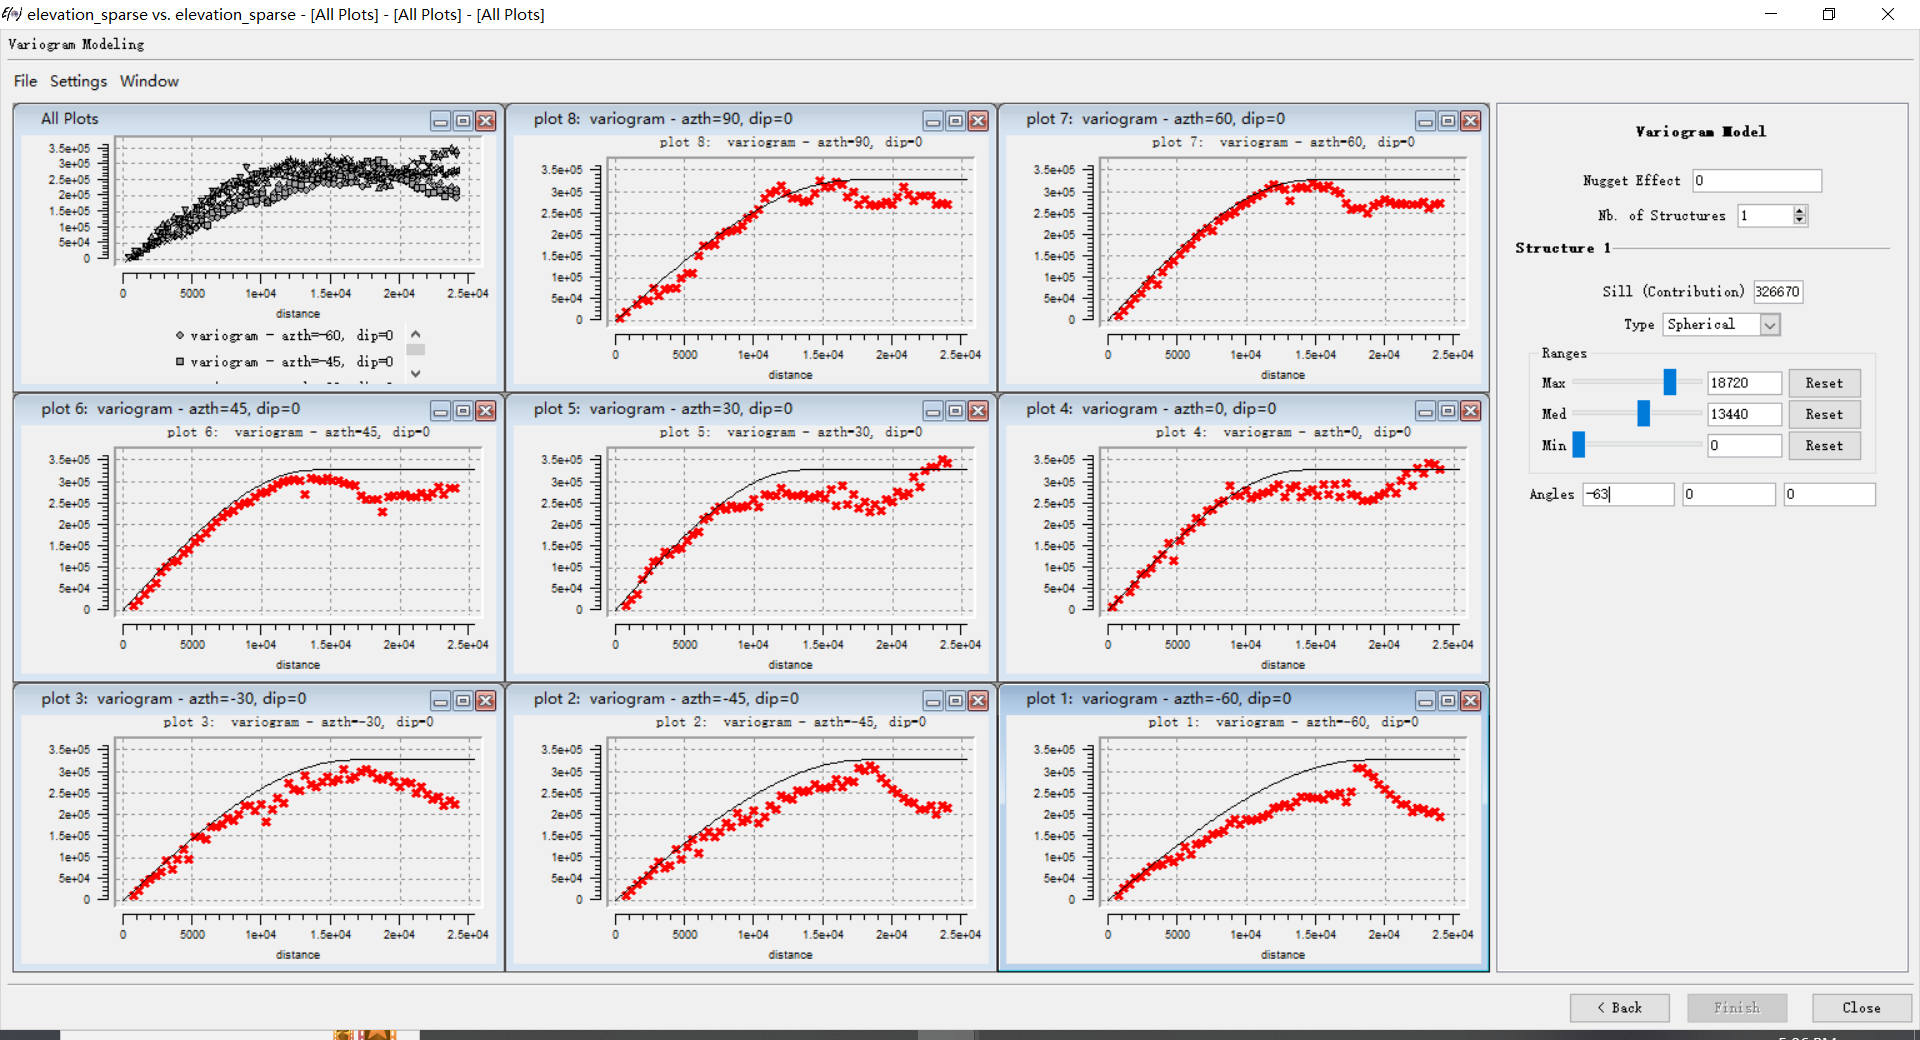 elevation_sparse vs. elevation_sparse - [All Plots] - [All Plots] - [All Plots]
Variogram Modeling
File Settings Window
All Plots
3.5e+05
3e+05
2.5e+05
2e+05
1.5e+05
1e+05
5e+04
0
0 5000 1e+04 1.5e+04 2e+04 2.5e+04
distance
variogram - azth=-60, dip=0
variogram - azth=-45, dip=0
plot 8: variogram - azth=90, dip=0
plot 8: variogram - azth=90, dip=0
3.5e+05
3e+05
2.5e+05
2e+05
1.5e+05
1e+05
5e+04
0
0 5000 1e+04 1.5e+04 2e+04 2.5e+04
distance
plot 7: variogram - azth=60, dip=0
plot 7: variogram - azth=60, dip=0
3.5e+05
3e+05
2.5e+05
2e+05
1.5e+05
1e+05
5e+04
0
0 5000 1e+04 1.5e+04 2e+04 2.5e+04
distance
plot 6: variogram - azth=45, dip=0
plot 6: variogram - azth=45, dip=0
3.5e+05
3e+05
2.5e+05
2e+05
1.5e+05
1e+05
5e+04
0
0 5000 1e+04 1.5e+04 2e+04 2.5e+04
distance
plot 5: variogram - azth=30, dip=0
plot 5: variogram - azth=30, dip=0
3.5e+05
3e+05
2.5e+05
2e+05
1.5e+05
1e+05
5e+04
0
0 5000 1e+04 1.5e+04 2e+04 2.5e+04
distance
plot 4: variogram - azth=0, dip=0
plot 4: variogram - azth=0, dip=0
3.5e+05
3e+05
2.5e+05
2e+05
1.5e+05
1e+05
5e+04
0
0 5000 1e+04 1.5e+04 2e+04 2.5e+04
distance
plot 3: variogram - azth=-30, dip=0
plot 3: variogram - azth=-30, dip=0
3.5e+05
3e+05
2.5e+05
2e+05
1.5e+05
1e+05
5e+04
0
0 5000 1e+04 1.5e+04 2e+04 2.5e+04
distance
plot 2: variogram - azth=-45, dip=0
plot 2: variogram - azth=-45, dip=0
3.5e+05
3e+05
2.5e+05
2e+05
1.5e+05
1e+05
5e+04
0
0 5000 1e+04 1.5e+04 2e+04 2.5e+04
distance
plot 1: variogram - azth=-60, dip=0
plot 1: variogram - azth=-60, dip=0
3.5e+05
3e+05
2.5e+05
2e+05
1.5e+05
1e+05
5e+04
0
0 5000 1e+04 1.5e+04 2e+04 2.5e+04
distance
Variogram Model
Nugget Effect 0
Nb. of Structures 1
Structure 1
Sill (Contribution) 326670
Type Spherical
Ranges
Max 18720 Reset
Med 13440 Reset
Min 0 Reset
Angles -63 0 0
< Back Finish Close